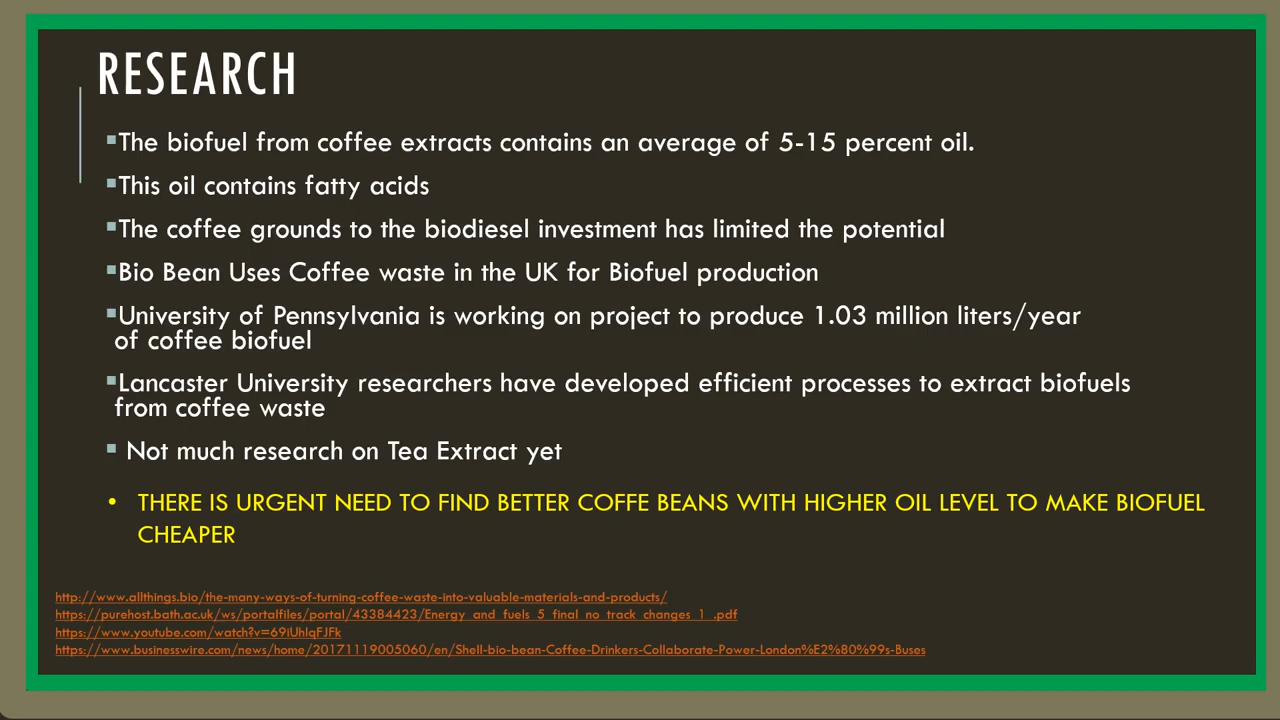 RESEARCH
▪The biofuel from coffee extracts contains an average of 5-15 percent oil.
▪This oil contains fatty acids
▪The coffee grounds to the biodiesel investment has limited the potential
▪Bio Bean Uses Coffee waste in the UK for Biofuel production
▪University of Pennsylvania is working on project to produce 1.03 million liters/year
of coffee biofuel
▪Lancaster University researchers have developed efficient processes to extract biofuels
from coffee waste
▪ Not much research on Tea Extract yet
• THERE IS URGENT NEED TO FIND BETTER COFFE BEANS WITH HIGHER OIL LEVEL TO MAKE BIOFUEL
CHEAPER
http://www.allthings.bio/the-many-ways-of-turning-coffee-waste-into-valuable-materials-and-products/
https://purehost.bath.ac.uk/ws/portalfiles/portal/43384423/Energy_and_fuels_5_final_no_track_changes_1_.pdf
https://www.youtube.com/watch?v=69iUhlqFJFk
https://www.businesswire.com/news/home/20171119005060/en/Shell-bio-bean-Coffee-Drinkers-Collaborate-Power-London%E2%80%99s-Buses